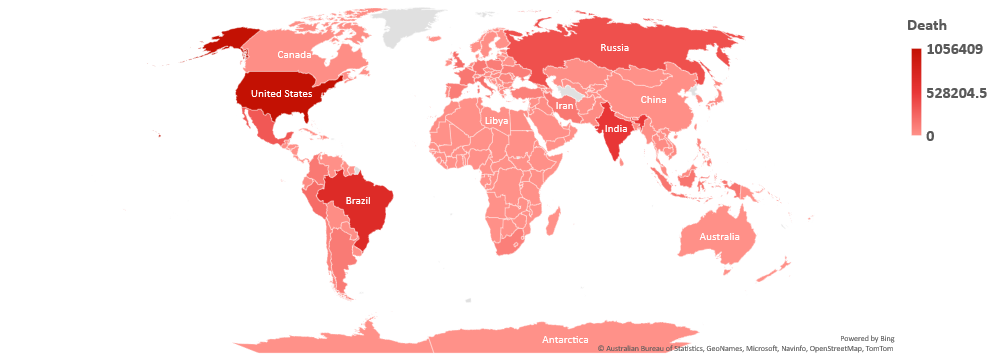 Death
1056409
528204.5
0
Canada
Russia
United States
China
Iran
Libya
India
Brazil
Australia
Antarctica
Powered by Bing
© Australian Bureau of Statistics, GeoNames, Microsoft, Navinfo, OpenStreetMap, TomTom